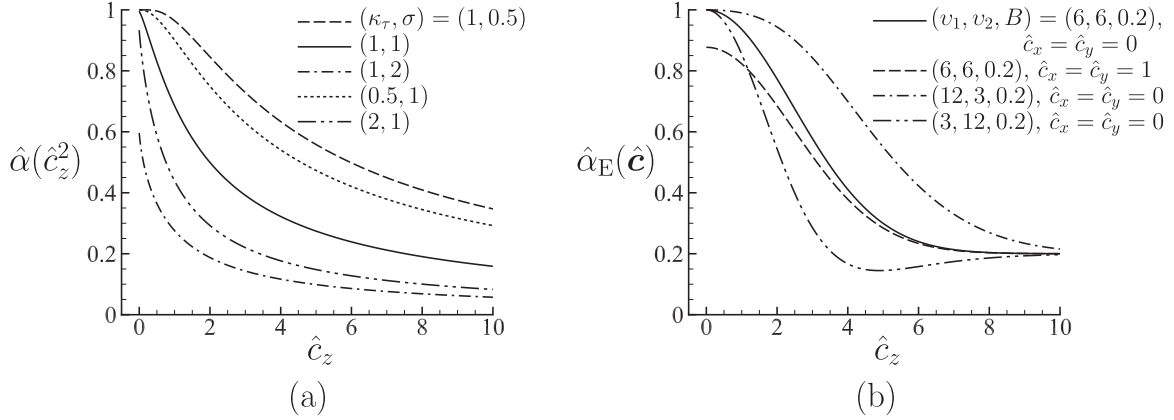 1
0.8
0.6
0.4
0.2
0
α̂(ĉ_z^2)
(κ_τ, σ) = (1, 0.5)
(1, 1)
(1, 2)
(0.5, 1)
(2, 1)
0 2 4 6 8 10
ĉ_z
(a)
1
0.8
0.6
0.4
0.2
0
α̂_E(ĉ)
(υ_1, υ_2, B) = (6, 6, 0.2),
ĉ_x = ĉ_y = 0
(6, 6, 0.2), ĉ_x = ĉ_y = 1
(12, 3, 0.2), ĉ_x = ĉ_y = 0
(3, 12, 0.2), ĉ_x = ĉ_y = 0
0 2 4 6 8 10
ĉ_z
(b)